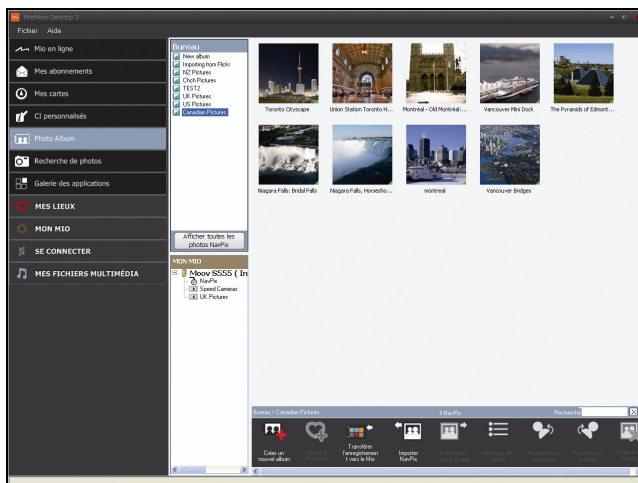 MioMore Desktop 2
Fichier Aide
Mio en ligne
Mes abonnements
Mes cartes
CI personnalisés
Photo Album
Recherche de photos
Galerie des applications
MES LIEUX
MON MIO
SE CONNECTER
MES FICHIERS MULTIMÉDIA
Bureau
New album
Importing from Flickr
NZ Pictures
Chch Pictures
TEST2
UK Pictures
US Pictures
Canadian Pictures
Afficher toutes les
photos NavPix
MON MIO
Moov S555 ( In
NavPix
Speed Cameras
UK Pictures
Toronto Cityscape
Union Station Toronto H...
Montréal - Old Montréal:...
Vancouver Mini Dock
The Pyramids of Edmont...
Niagara Falls: Bridal Falls
Niagara Falls, Horsesho...
montreal
Vancouver Bridges
Bureau : Canadian Pictures
9 NavPix
Recherche
Créer un
nouvel album
Transférer
l'enregistremen
t vers le Mio
Importer
NavPix